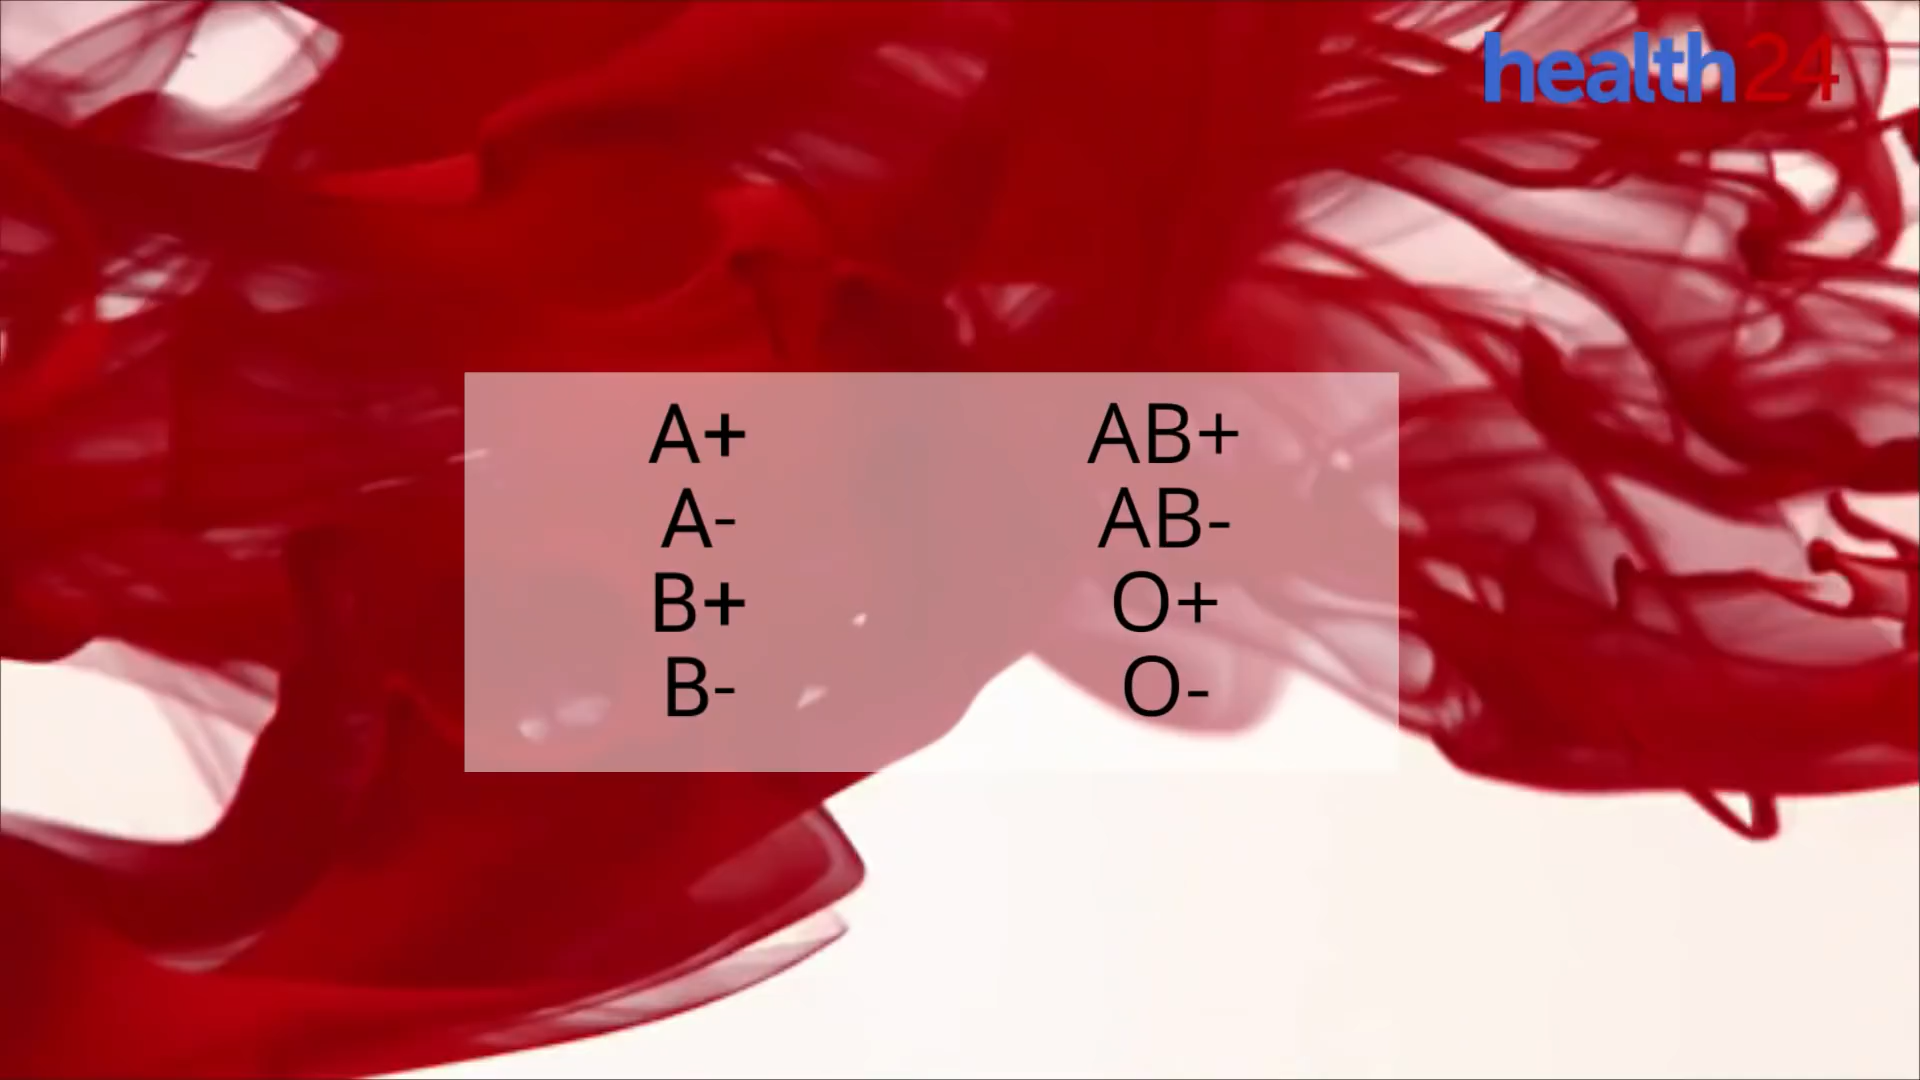 health24
A+
A-
B+
B-
AB+
AB-
O+
O-